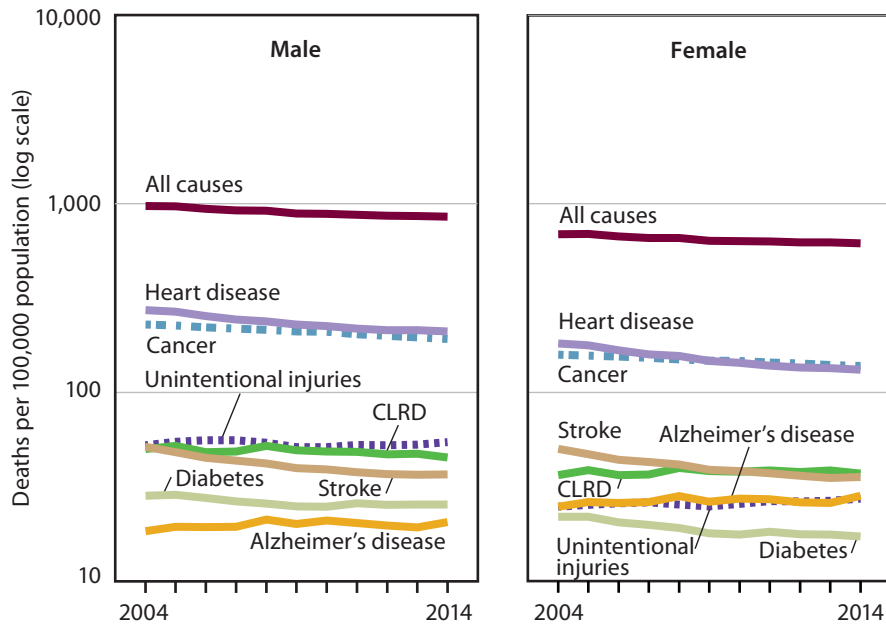 Deaths per 100,000 population (log scale)
10,000
1,000
100
10
Male
All causes
Heart disease
Cancer
Unintentional injuries
CLRD
Diabetes
Stroke
Alzheimer’s disease
2004
2014
Female
All causes
Heart disease
Cancer
Stroke
Alzheimer’s disease
CLRD
Unintentional
injuries
Diabetes
2004
2014